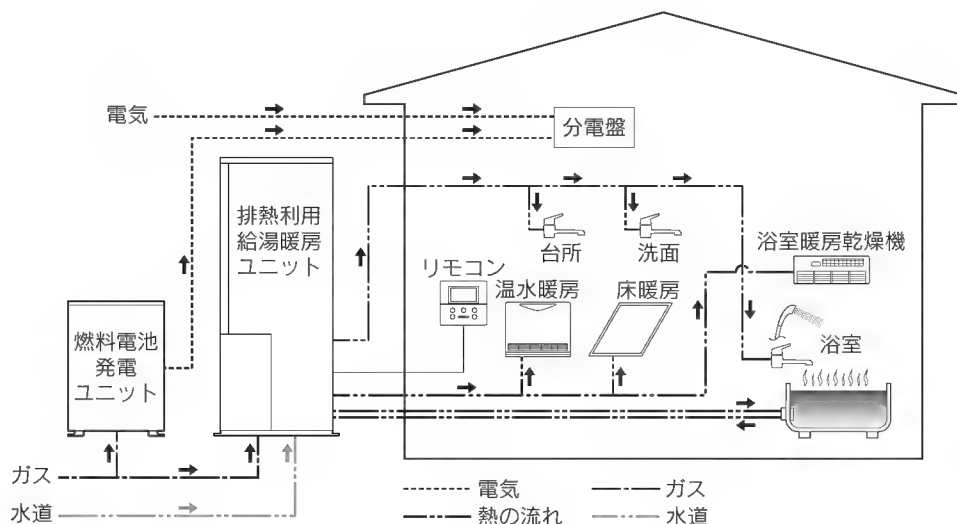 電気
分電盤
排熱利用
給湯暖房
ユニット
台所
洗面
浴室暖房乾燥機
リモコン
温水暖房
床暖房
燃料電池
発電
ユニット
浴室
ガス
水道
電気
ガス
熱の流れ
水道